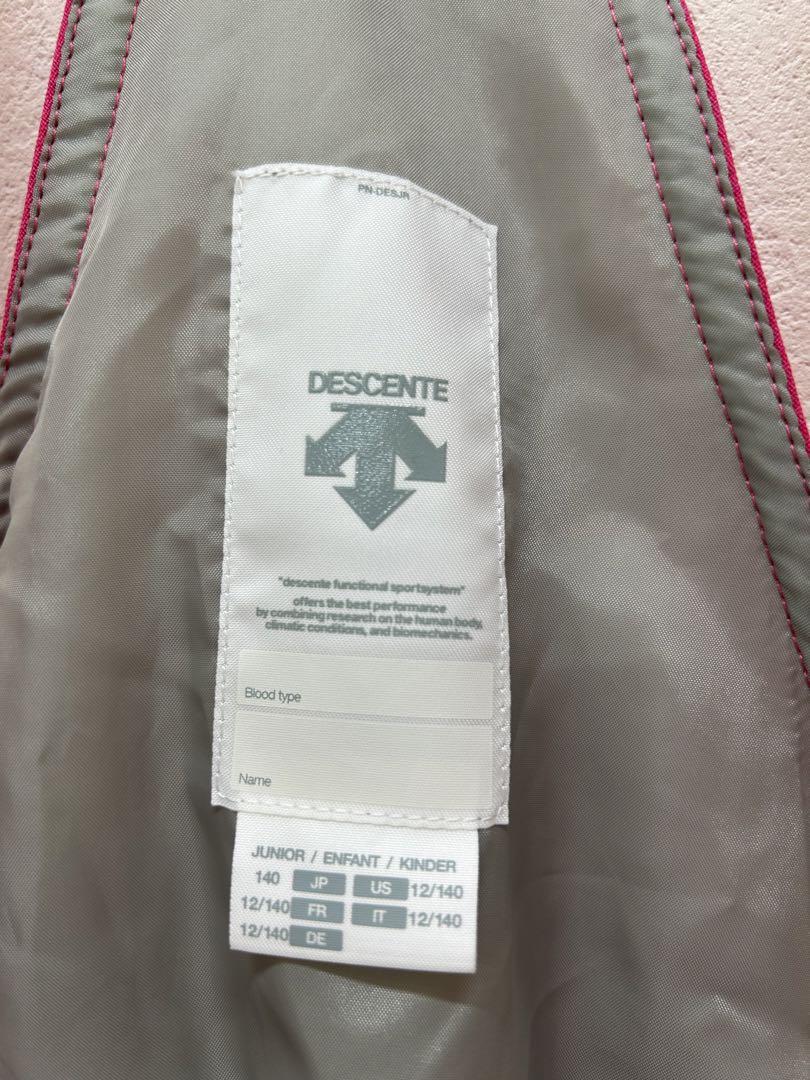 PN-DESJR
DESCENTE
"descente functional sportsystem"
offers the best performance
by combining research on the human body,
climatic conditions, and biomechanics.
Blood type
Name
JUNIOR / ENFANT / KINDER
140 JP US 12/140
12/140 FR IT 12/140
12/140 DE